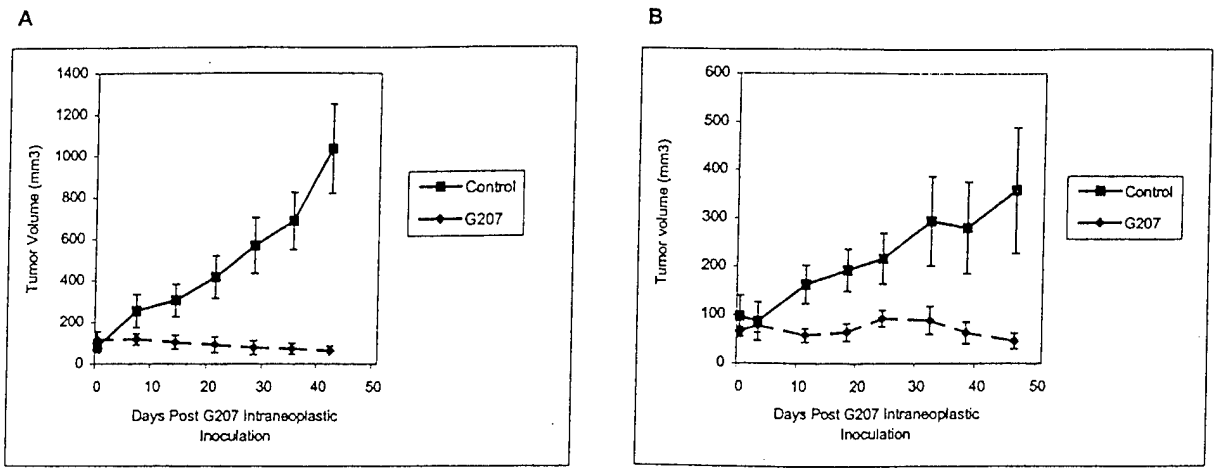 A
1400
1200
1000
800
600
400
200
0
Tumor Volume (mm3)
0 10 20 30 40 50
Days Post G207 Intraneoplastic
Inoculation
Control
G207
B
600
500
400
300
200
100
0
Tumor volume (mm3)
0 10 20 30 40 50
Days Post G207 Intraneoplastic
Inoculation
Control
G207